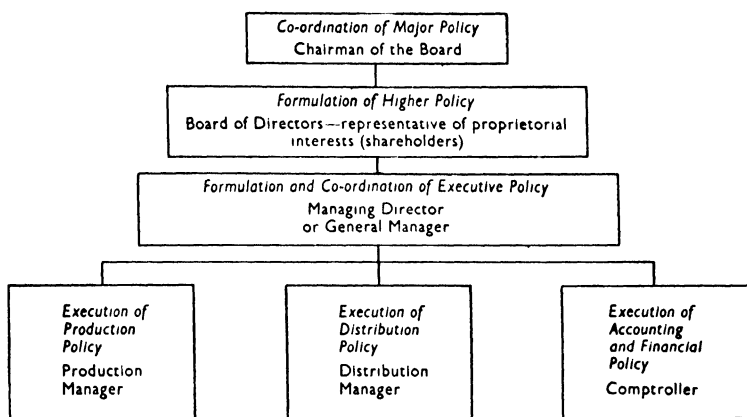 Co-ordination of Major Policy
Chairman of the Board
Formulation of Higher Policy
Board of Directors—representative of proprietorial
interests (shareholders)
Formulation and Co-ordination of Executive Policy
Managing Director
or General Manager
Execution of
Production
Policy
Production
Manager
Execution of
Distribution
Policy
Distribution
Manager
Execution of
Accounting
and Financial
Policy
Comptroller